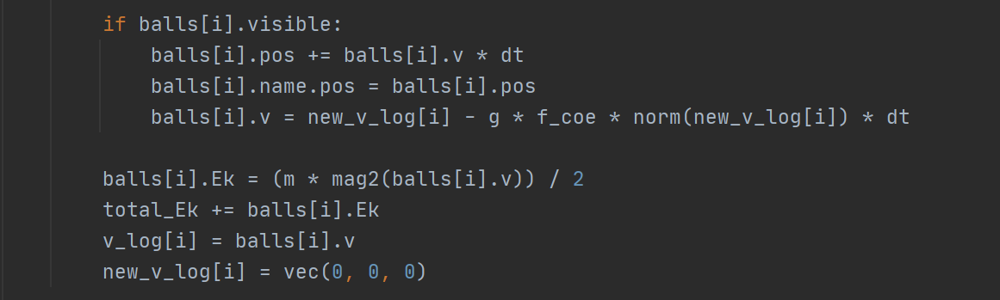 if balls[i].visible:
balls[i].pos += balls[i].v * dt
balls[i].name.pos = balls[i].pos
balls[i].v = new_v_log[i] - g * f_coe * norm(new_v_log[i]) * dt
balls[i].Ek = (m * mag2(balls[i].v)) / 2
total_Ek += balls[i].Ek
v_log[i] = balls[i].v
new_v_log[i] = vec(0, 0, 0)